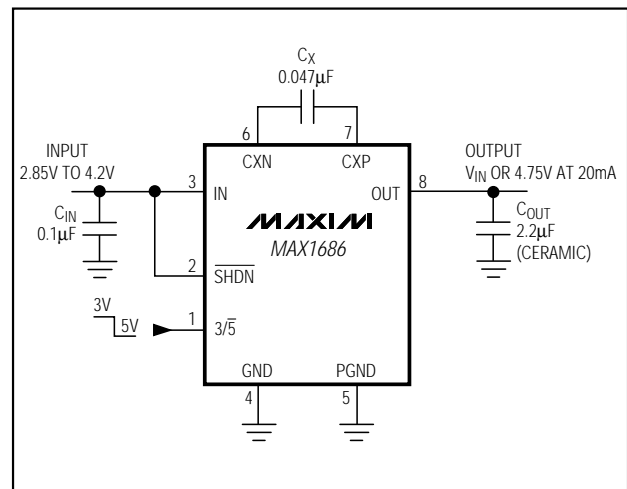 CX
0.047µF
6
7
CXN
CXP
INPUT
2.85V TO 4.2V
3
IN
CIN
0.1µF
MAXIM
MAX1686
OUT
8
OUTPUT
VIN OR 4.75V AT 20mA
COUT
2.2µF
(CERAMIC)
2
SHDN
3V
5V
1
3/5
GND
PGND
4
5